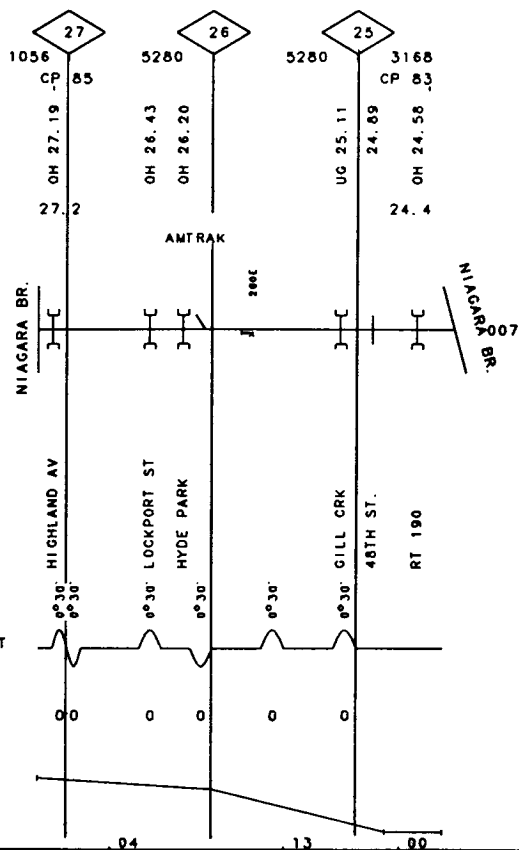 27 26 25
1056 5280 5280 3168
CP 85 CP 83
OH 27.19
OH 26.43
OH 26.20
UG 25.11
24.89
OH 24.58
27.2 24.4
AMTRAK
200E
NIAGARA BR.
NIAGARA BR.
007
HIGHLAND AV
LOCKPORT ST
HYDE PARK
GILL CRK
48TH ST.
RT 190
0°30' 0°30' 0°30' 0°30' 0°30' 0°30'
T
0 0 0 0 0 0
.04 .13 .00